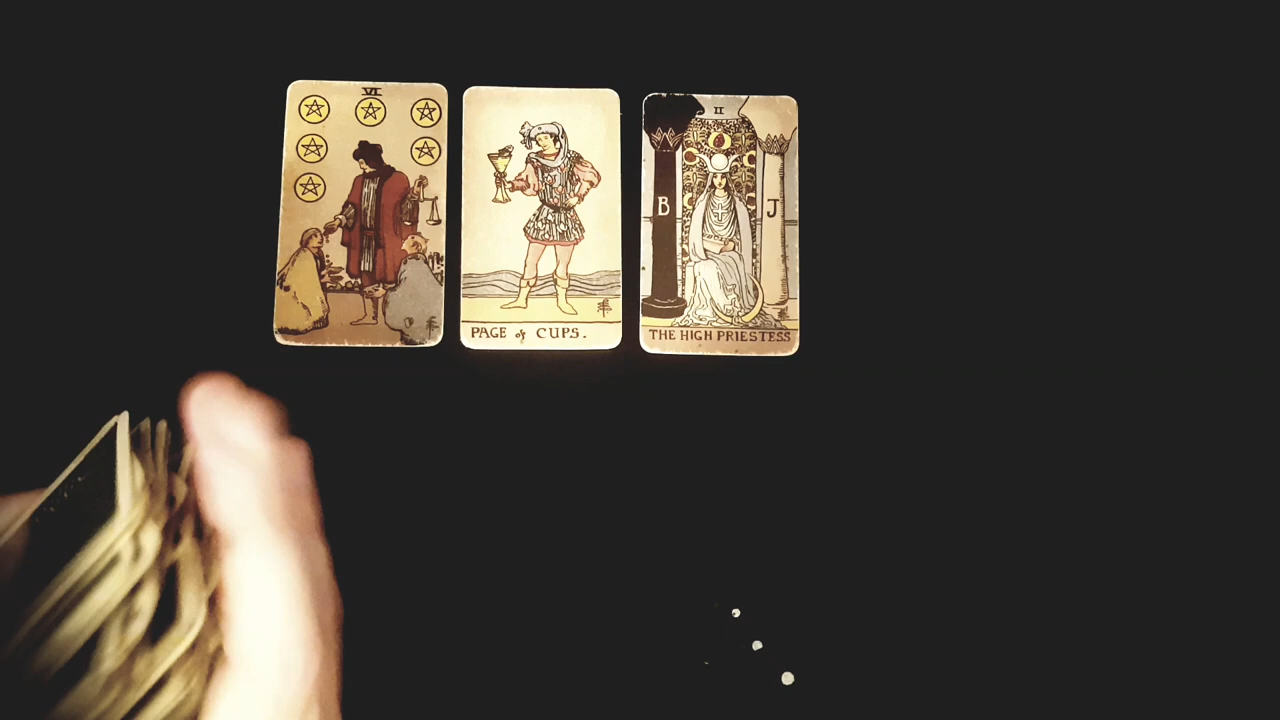 VI
PAGE of CUPS.
II
B
J
THE HIGH PRIESTESS